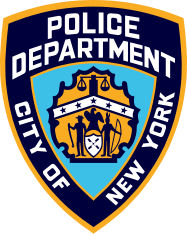 POLICE
DEPARTMENT
CITY OF
NEW YORK